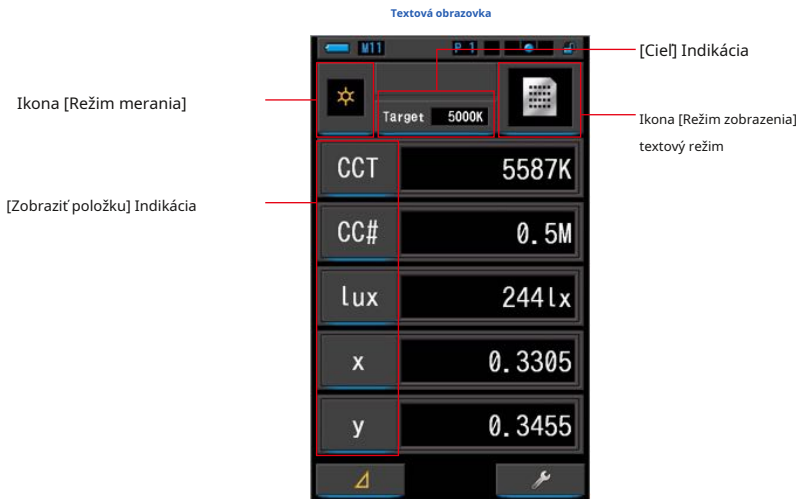 Textová obrazovka
M11 P 1
[Cieľ] Indikácia
Ikona [Režim merania]
Target 5000K
Ikona [Režim zobrazenia]
textový režim
CCT 5587K
[Zobraziť položku] Indikácia
CC# 0.5M
lux 244lx
x 0.3305
y 0.3455